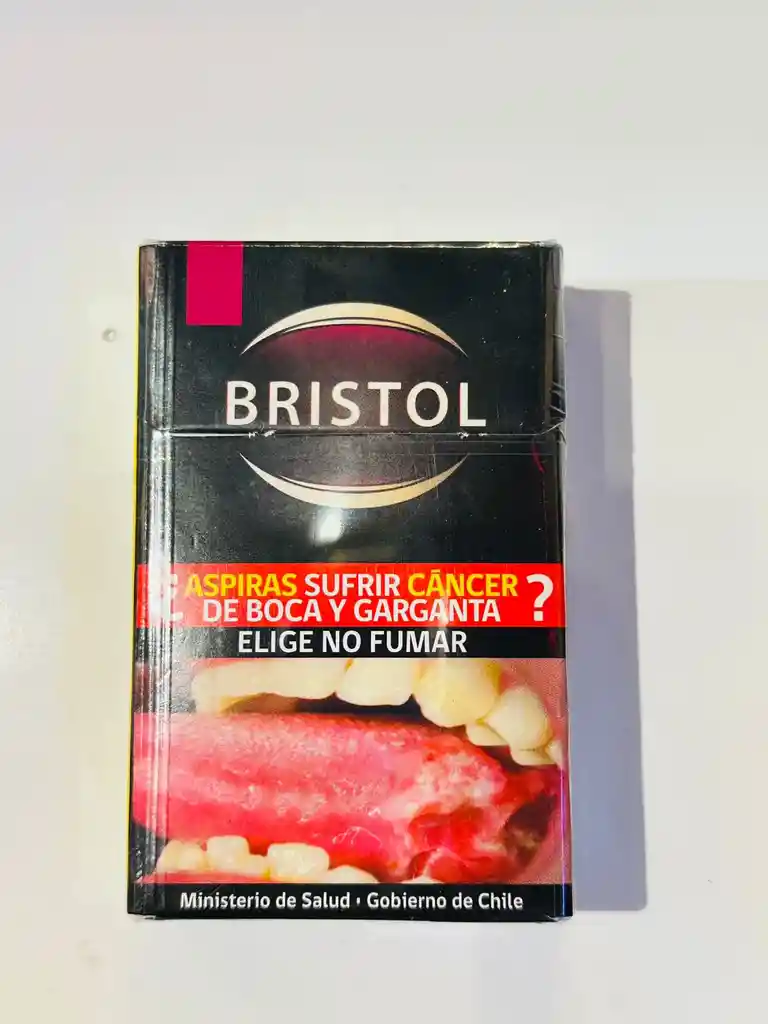 BRISTOL
¿ASPIRAS SUFRIR CÁNCER
DE BOCA Y GARGANTA?
ELIGE NO FUMAR
Ministerio de Salud · Gobierno de Chile